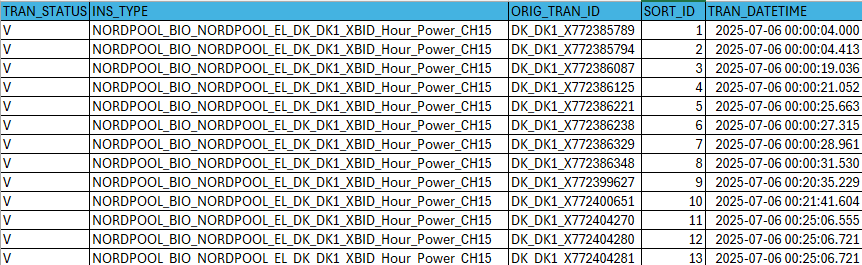 TRAN_STATUS INS_TYPE ORIG_TRAN_ID SORT_ID TRAN_DATETIME
V NORDPOOL_BIO_NORDPOOL_EL_DK_DK1_XBID_Hour_Power_CH15 DK_DK1_X772385789 1 2025-07-06 00:00:04.000
V NORDPOOL_BIO_NORDPOOL_EL_DK_DK1_XBID_Hour_Power_CH15 DK_DK1_X772385794 2 2025-07-06 00:00:04.413
V NORDPOOL_BIO_NORDPOOL_EL_DK_DK1_XBID_Hour_Power_CH15 DK_DK1_X772386087 3 2025-07-06 00:00:19.036
V NORDPOOL_BIO_NORDPOOL_EL_DK_DK1_XBID_Hour_Power_CH15 DK_DK1_X772386125 4 2025-07-06 00:00:21.052
V NORDPOOL_BIO_NORDPOOL_EL_DK_DK1_XBID_Hour_Power_CH15 DK_DK1_X772386221 5 2025-07-06 00:00:25.663
V NORDPOOL_BIO_NORDPOOL_EL_DK_DK1_XBID_Hour_Power_CH15 DK_DK1_X772386238 6 2025-07-06 00:00:27.315
V NORDPOOL_BIO_NORDPOOL_EL_DK_DK1_XBID_Hour_Power_CH15 DK_DK1_X772386329 7 2025-07-06 00:00:28.961
V NORDPOOL_BIO_NORDPOOL_EL_DK_DK1_XBID_Hour_Power_CH15 DK_DK1_X772386348 8 2025-07-06 00:00:31.530
V NORDPOOL_BIO_NORDPOOL_EL_DK_DK1_XBID_Hour_Power_CH15 DK_DK1_X772399627 9 2025-07-06 00:20:35.229
V NORDPOOL_BIO_NORDPOOL_EL_DK_DK1_XBID_Hour_Power_CH15 DK_DK1_X772400651 10 2025-07-06 00:21:41.604
V NORDPOOL_BIO_NORDPOOL_EL_DK_DK1_XBID_Hour_Power_CH15 DK_DK1_X772404270 11 2025-07-06 00:25:06.555
V NORDPOOL_BIO_NORDPOOL_EL_DK_DK1_XBID_Hour_Power_CH15 DK_DK1_X772404280 12 2025-07-06 00:25:06.721
V NORDPOOL_BIO_NORDPOOL_EL_DK_DK1_XBID_Hour_Power_CH15 DK_DK1_X772404281 13 2025-07-06 00:25:06.721